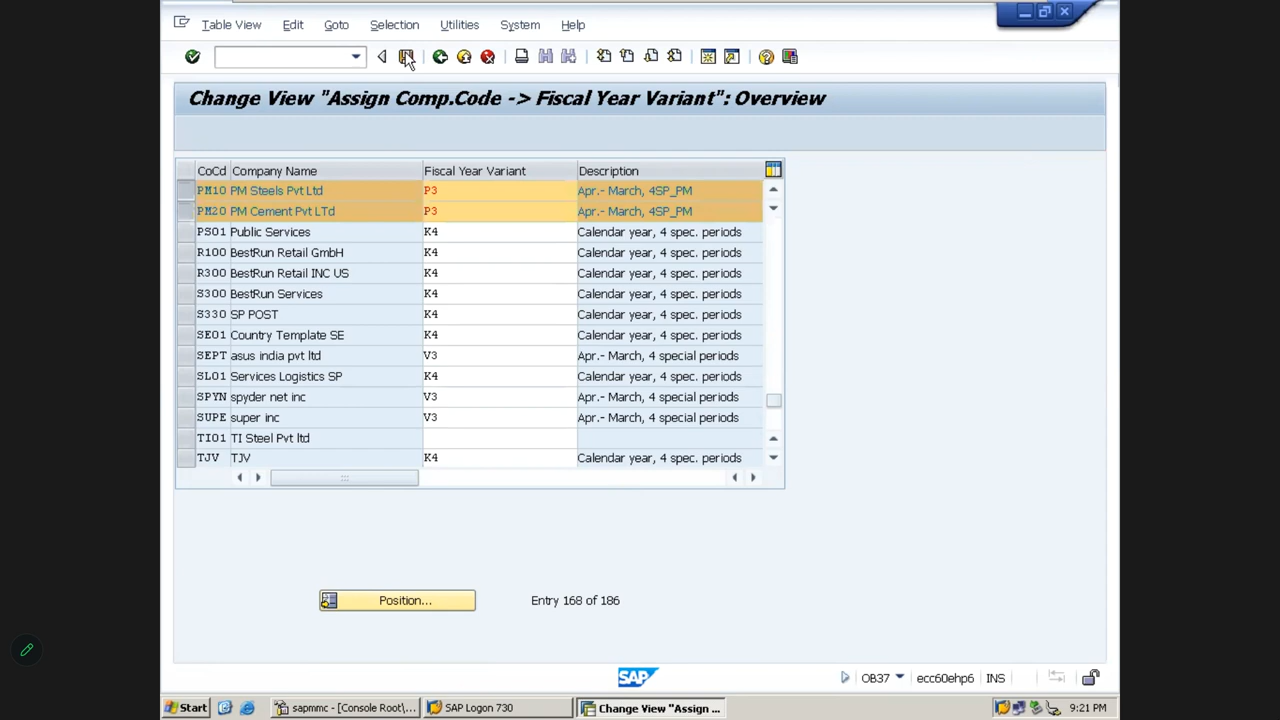 Table View Edit Goto Selection Utilities System Help
Change View "Assign Comp.Code -> Fiscal Year Variant": Overview
CoCd Company Name Fiscal Year Variant Description
PM10 PM Steels Pvt Ltd P3 Apr.- March, 4SP_PM
PM20 PM Cement Pvt LTd P3 Apr.- March, 4SP_PM
PS01 Public Services K4 Calendar year, 4 spec. periods
R100 BestRun Retail GmbH K4 Calendar year, 4 spec. periods
R300 BestRun Retail INC US K4 Calendar year, 4 spec. periods
S300 BestRun Services K4 Calendar year, 4 spec. periods
S330 SP POST K4 Calendar year, 4 spec. periods
SE01 Country Template SE K4 Calendar year, 4 spec. periods
SEPT asus india pvt ltd V3 Apr.- March, 4 special periods
SL01 Services Logistics SP K4 Calendar year, 4 spec. periods
SPYN spyder net inc V3 Apr.- March, 4 special periods
SUPE super inc V3 Apr.- March, 4 special periods
TI01 TI Steel Pvt ltd
TJV TJV K4 Calendar year, 4 spec. periods
Position... Entry 168 of 186
SAP OB37 ecc60ehp6 INS
Start sapmmc - [Console Root\... SAP Logon 730 Change View "Assign ... 9:21 PM